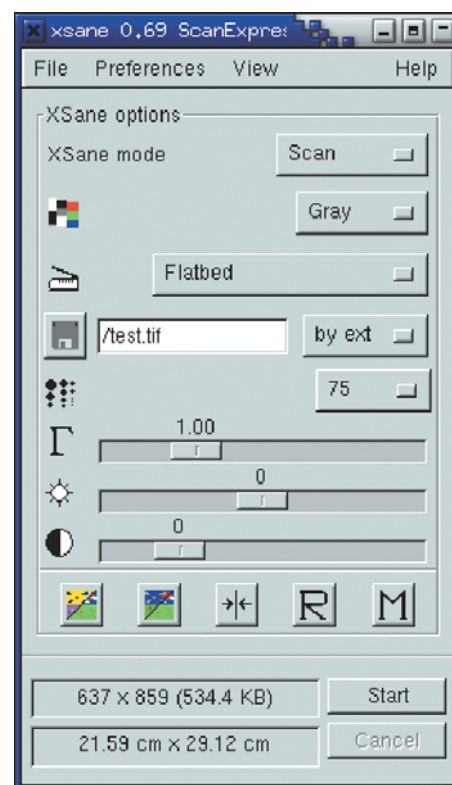 xsane 0,69 ScanExpre
File Preferences View Help
XSane options
XSane mode Scan
Gray
Flatbed
/test.tif by ext
75
1.00
Γ
0
0
R M
637 x 859 (534.4 KB) Start
21.59 cm x 29.12 cm Cancel